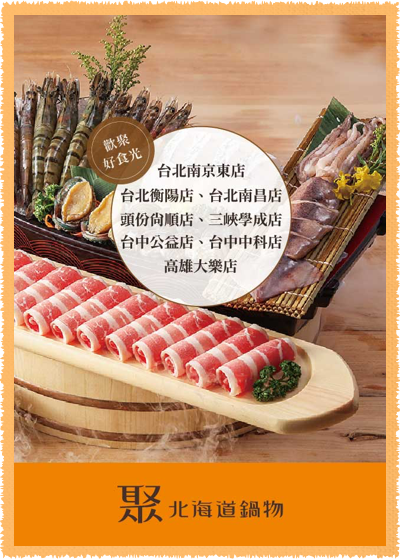 歡聚
好食光
台北南京東店
台北衡陽店、台北南昌店
頭份尚順店、三峽學成店
台中公益店、台中中科店
高雄大樂店
聚 北海道鍋物